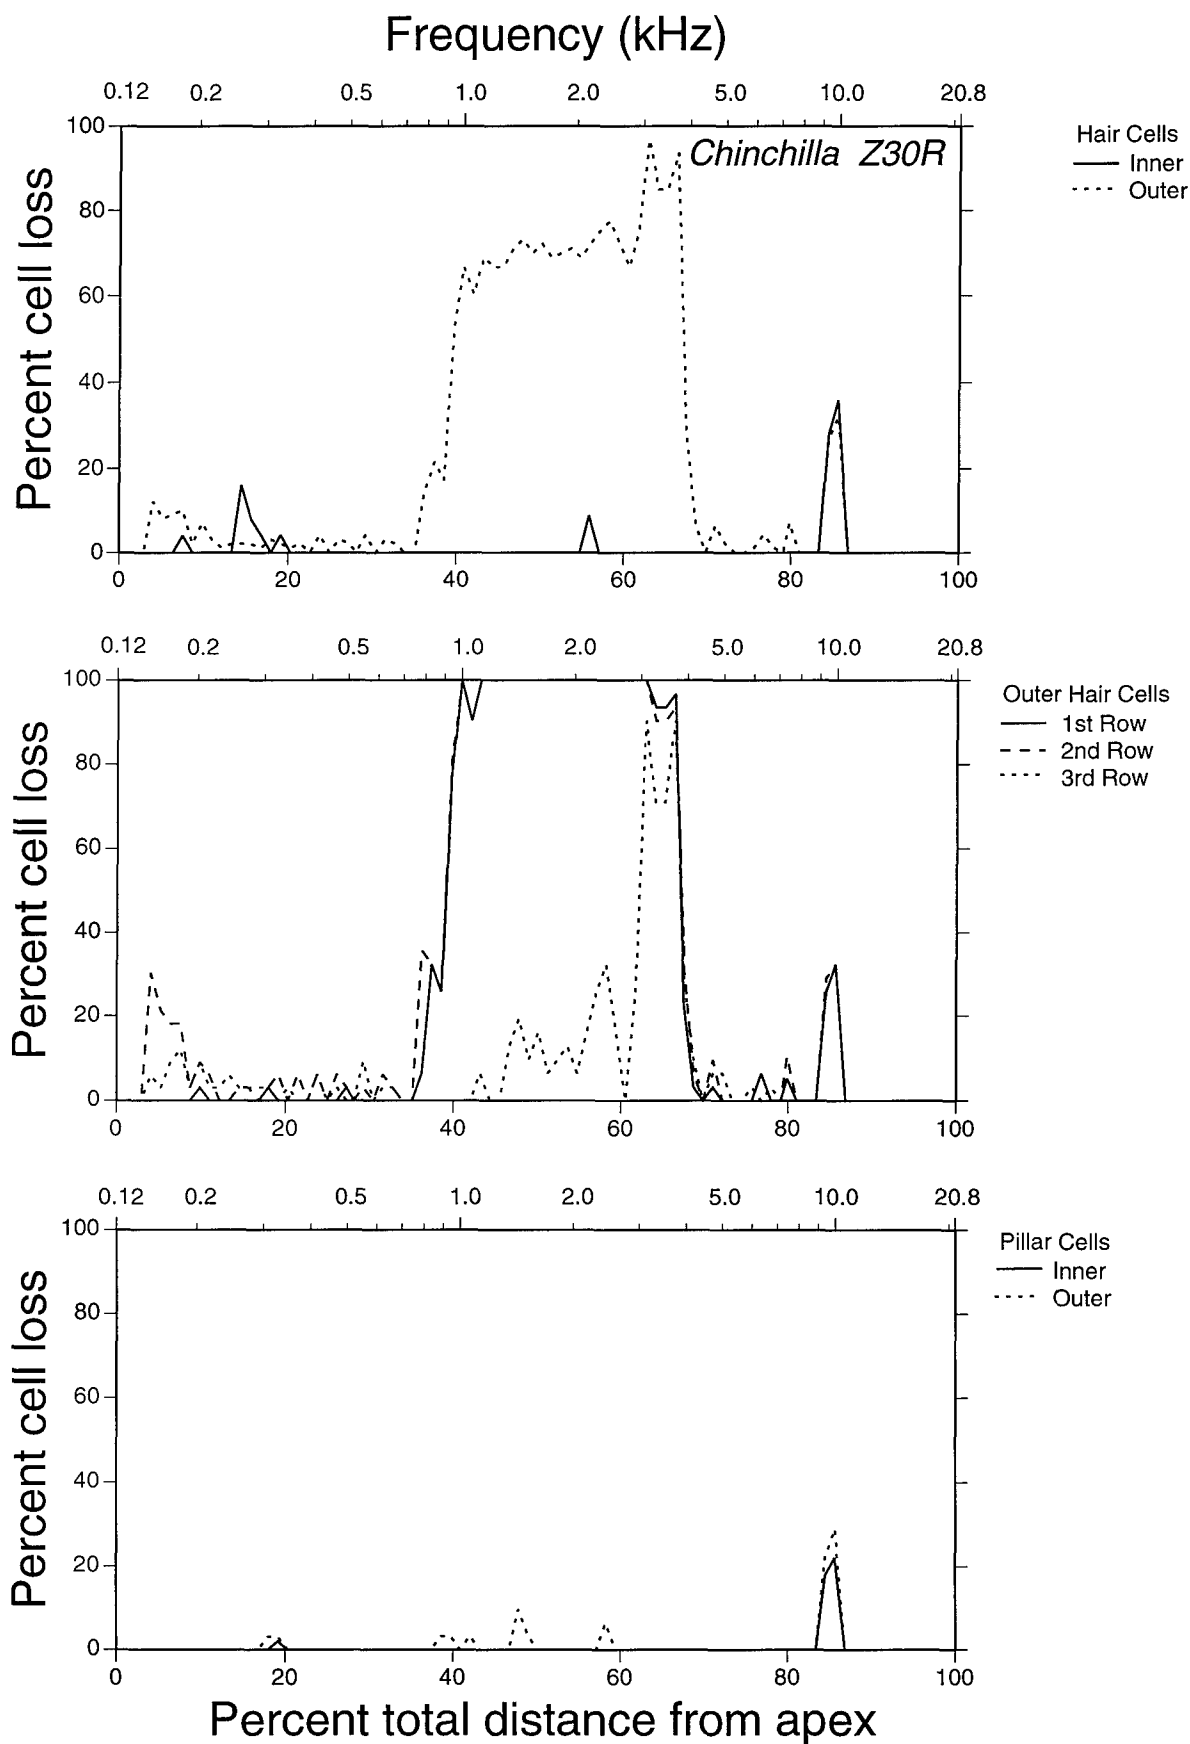 Frequency (kHz)
0.12 0.2 0.5 1.0 2.0 5.0 10.0 20.8
100
80
60
40
20
0
Percent cell loss
Chinchilla Z30R
Hair Cells
Inner
Outer
0 20 40 60 80 100
0.12 0.2 0.5 1.0 2.0 5.0 10.0 20.8
100
80
60
40
20
0
Percent cell loss
Outer Hair Cells
1st Row
2nd Row
3rd Row
0 20 40 60 80 100
0.12 0.2 0.5 1.0 2.0 5.0 10.0 20.8
100
80
60
40
20
0
Percent cell loss
Pillar Cells
Inner
Outer
0 20 40 60 80 100
Percent total distance from apex